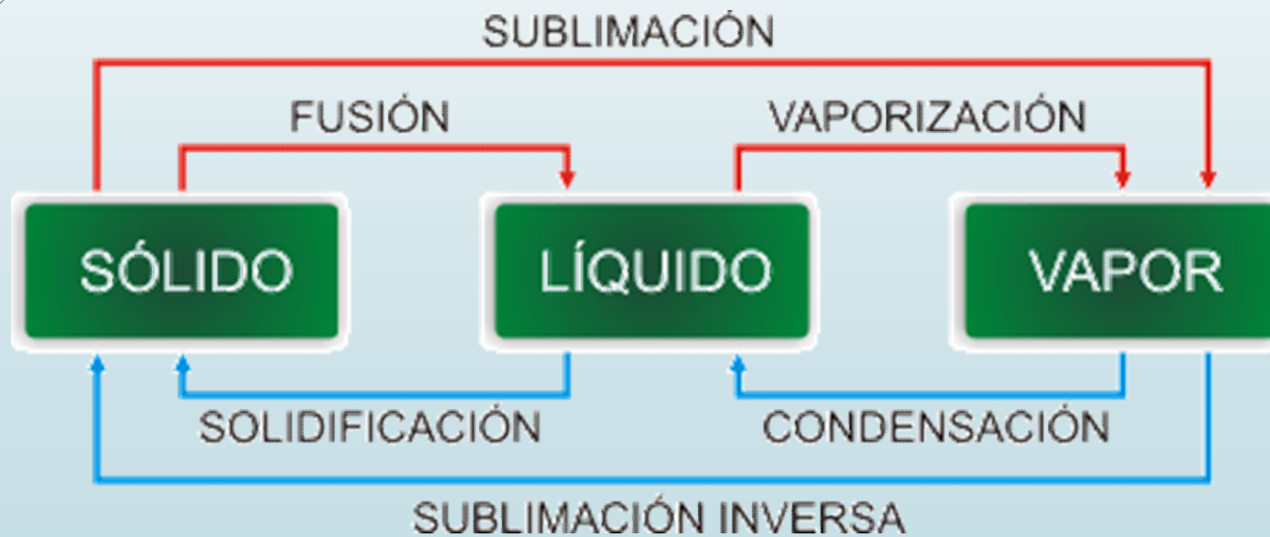 SUBLIMACIÓN
FUSIÓN
VAPORIZACIÓN
SÓLIDO
LÍQUIDO
VAPOR
SOLIDIFICACIÓN
CONDENSACIÓN
SUBLIMACIÓN INVERSA